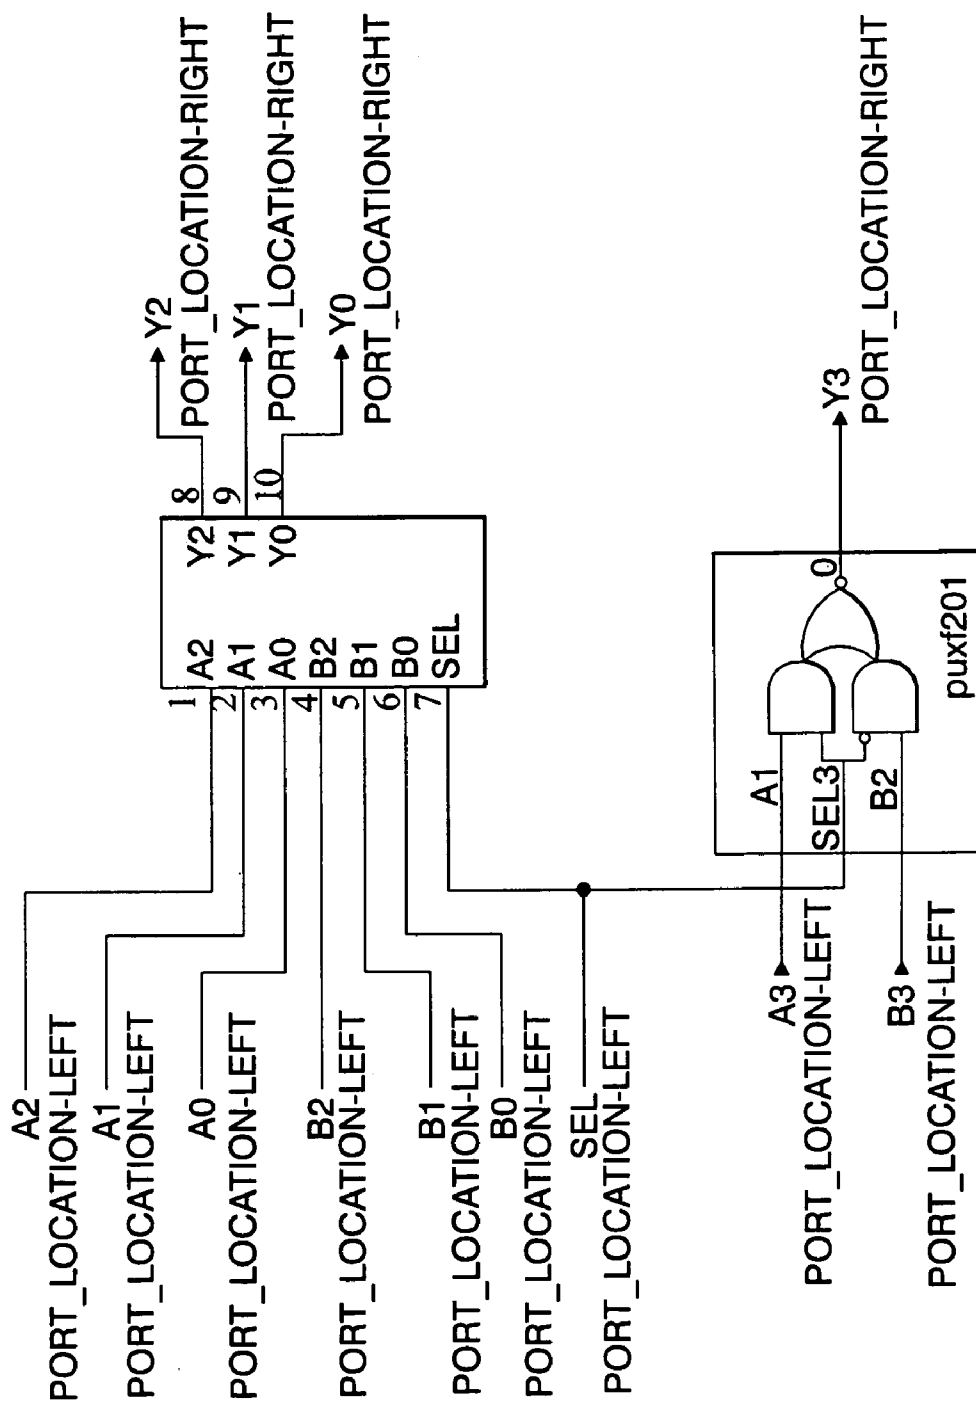 A2
PORT_LOCATION-LEFT
A1
PORT_LOCATION-LEFT
A0
PORT_LOCATION-LEFT
B2
PORT_LOCATION-LEFT
B1
PORT_LOCATION-LEFT
B0
PORT_LOCATION-LEFT
SEL
PORT_LOCATION-LEFT
1
2
3
4
5
6
7
A2
A1
A0
B2
B1
B0
SEL
Y2
Y1
Y0
8
9
10
Y2
PORT_LOCATION-RIGHT
Y1
PORT_LOCATION-RIGHT
Y0
PORT_LOCATION-RIGHT
A3
PORT_LOCATION-LEFT
B3
PORT_LOCATION-LEFT
A1
SEL3
B2
0
puxf201
Y3
PORT_LOCATION-RIGHT